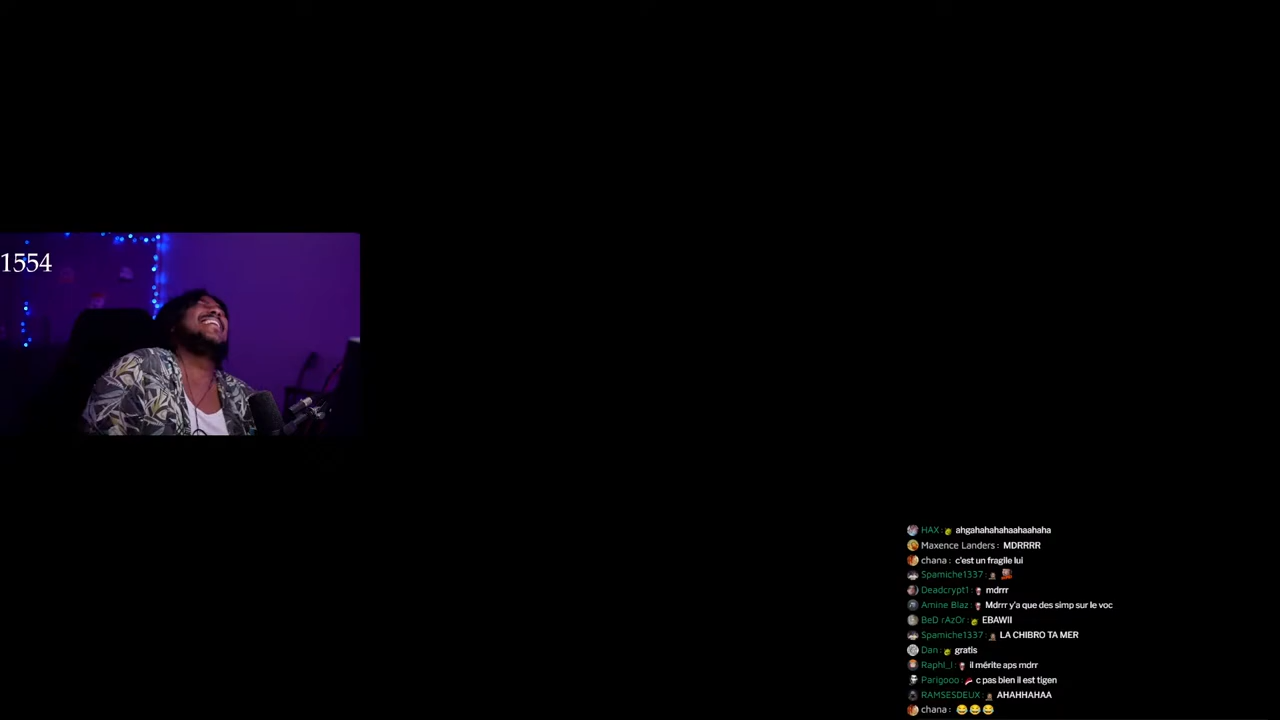 1554
HAX : ahgahahahahaahaahaha
Maxence Landers : MDRRRR
chana : c'est un fragile lui
Spamiche1337 :
Deadcrypt1 : mdrrr
Amine Blaz : Mdrrr y'a que des simp sur le voc
BeD rAzOr : EBAWII
Spamiche1337 : LA CHIBRO TA MER
Dan : gratis
Raphl_l : il mérite aps mdrr
Parigooo : c pas bien il est tigen
RAMSESDEUX : AHAHHAHAA
chana : 😂😂😂